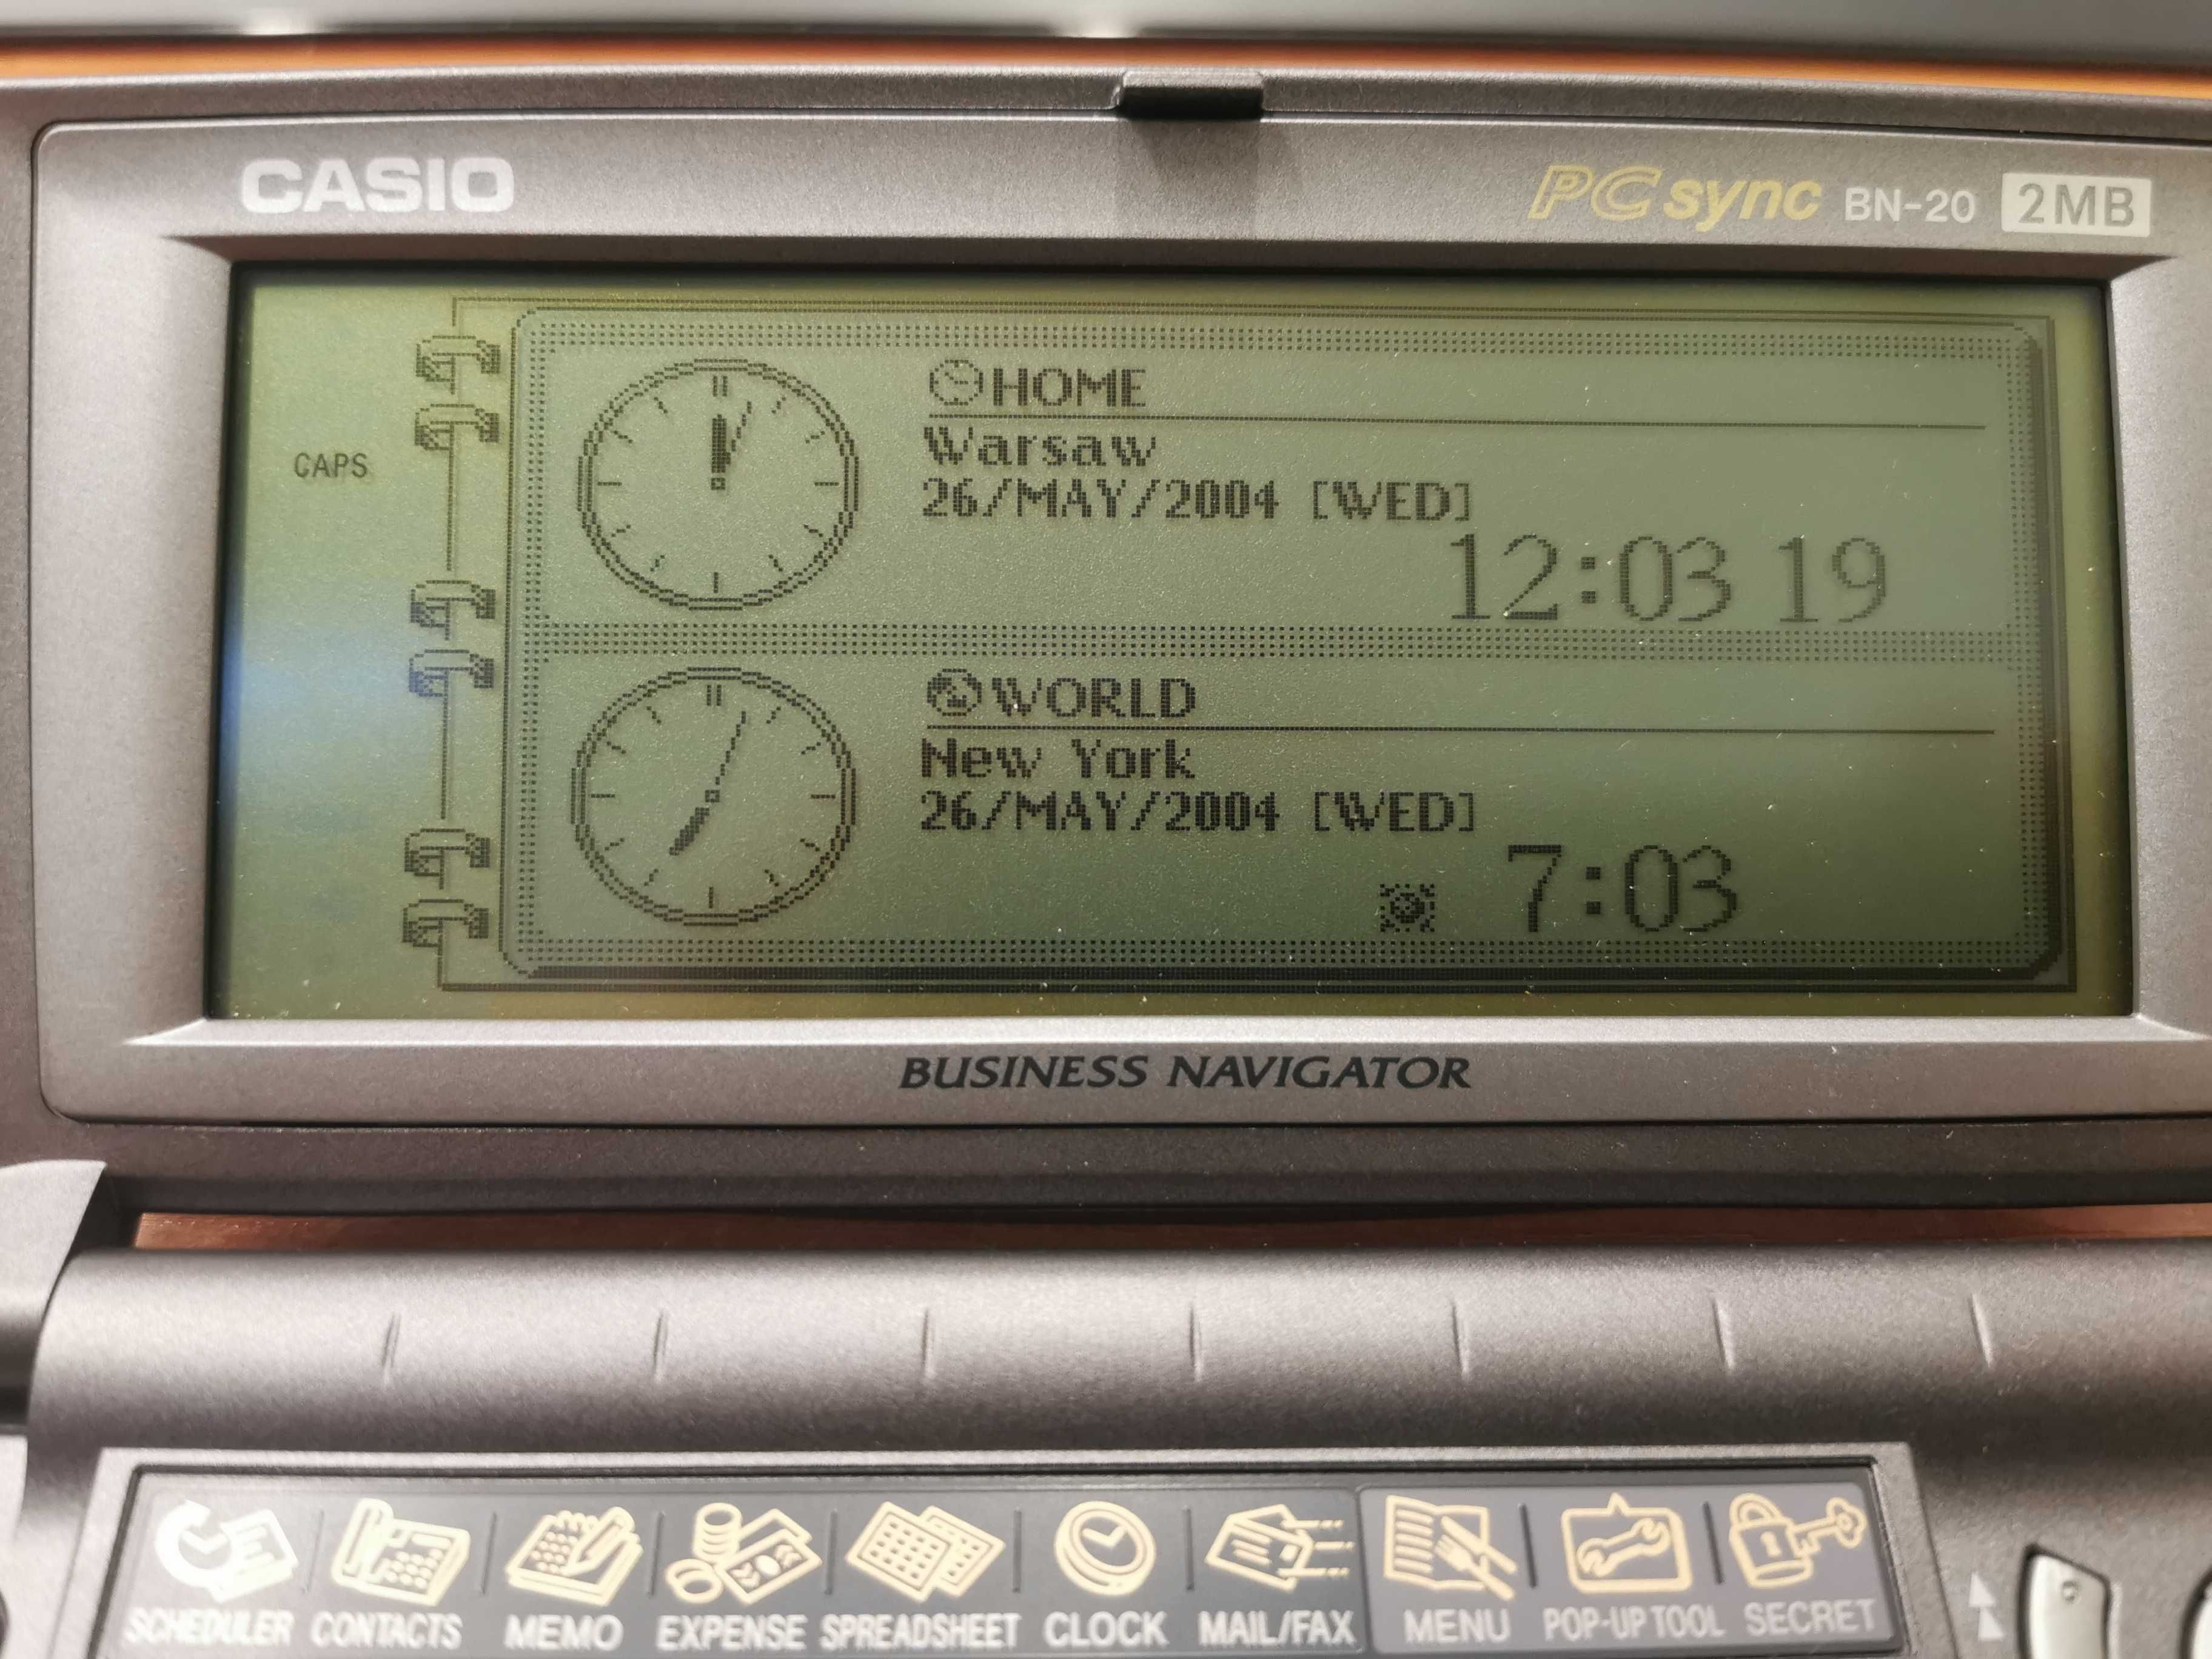 CASIO
PC sync BN-20 2MB
CAPS
HOME
Warsaw
26/MAY/2004 [WED]
12:03 19
WORLD
New York
26/MAY/2004 [WED]
7:03
BUSINESS NAVIGATOR
SCHEDULER CONTACTS MEMO EXPENSE SPREADSHEET CLOCK MAIL/FAX MENU POP-UP TOOL SECRET